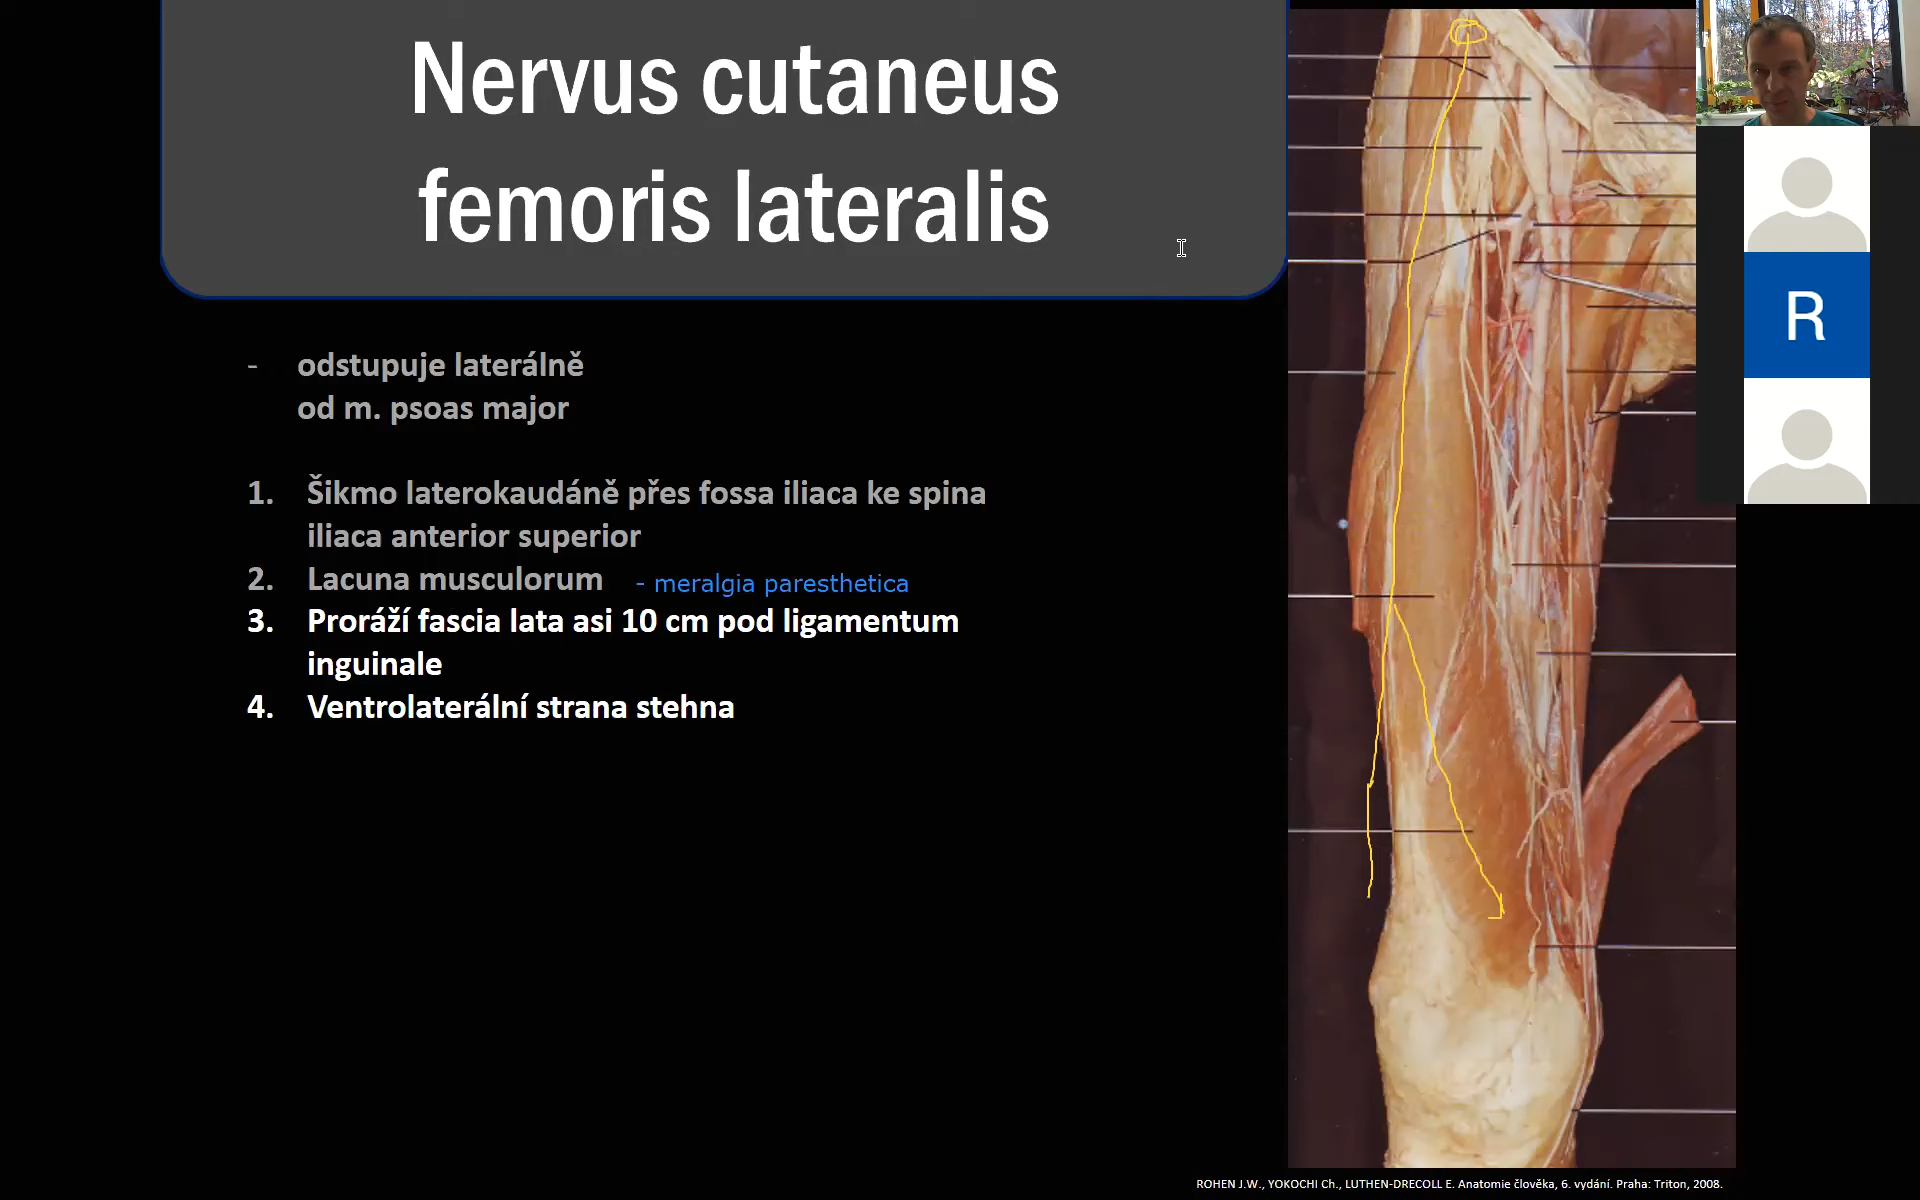 Nervus cutaneus
femoris lateralis
- odstupuje laterálně
od m. psoas major
1. Šikmo laterokaudáně přes fossa iliaca ke spina
iliaca anterior superior
2. Lacuna musculorum - meralgia paresthetica
3. Proráží fascia lata asi 10 cm pod ligamentum
inguinale
4. Ventrolaterální strana stehna
R
ROHEN J.W., YOKOCHI Ch., LUTHEN-DRECOLL E. Anatomie člověka, 6. vydání. Praha: Triton, 2008.